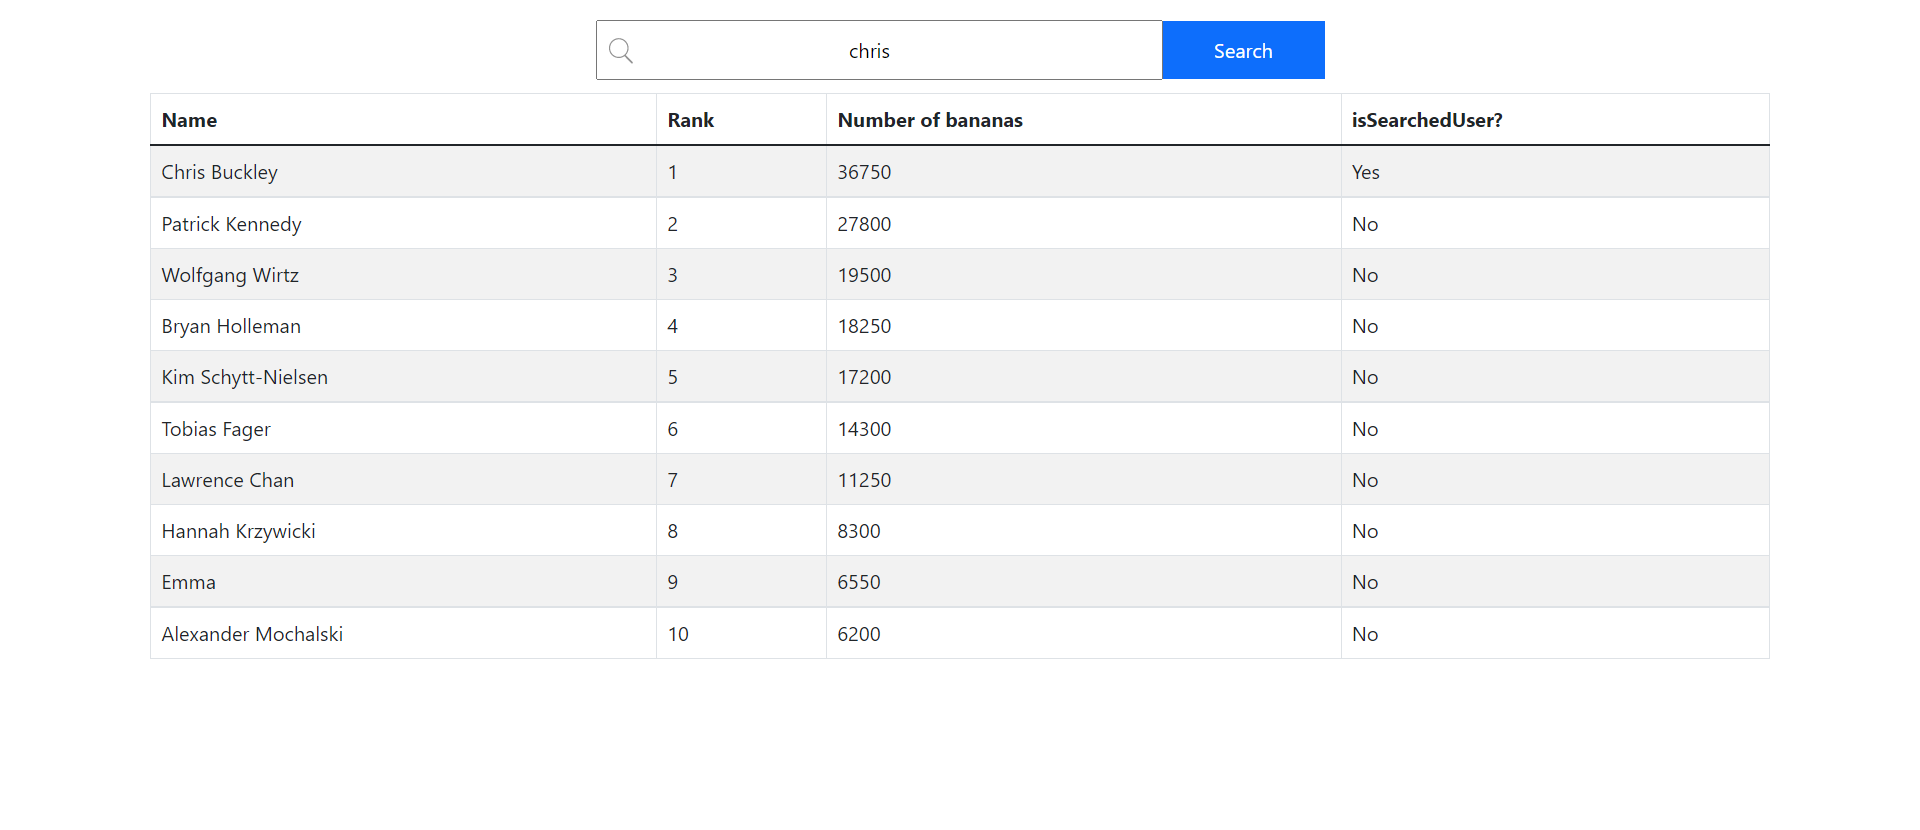 chris Search
Name Rank Number of bananas isSearchedUser?
Chris Buckley 1 36750 Yes
Patrick Kennedy 2 27800 No
Wolfgang Wirtz 3 19500 No
Bryan Holleman 4 18250 No
Kim Schytt-Nielsen 5 17200 No
Tobias Fager 6 14300 No
Lawrence Chan 7 11250 No
Hannah Krzywicki 8 8300 No
Emma 9 6550 No
Alexander Mochalski 10 6200 No